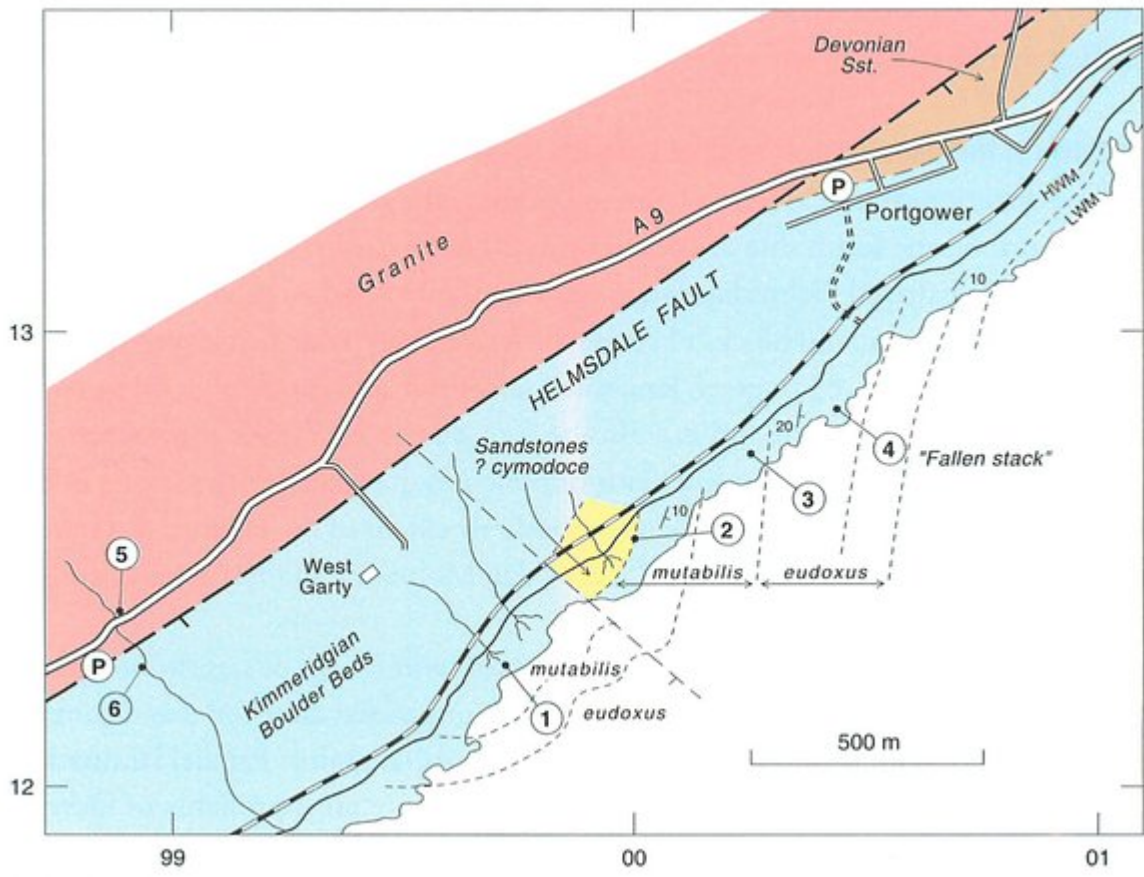 Devonian
Sst.
Granite
A 9
P
Portgower
HWM
LWM
10
13
HELMSDALE FAULT
Sandstones
? cymodoce
20
4
"Fallen stack"
3
10
2
5
West
Garty
mutabilis
eudoxus
P
6
Kimmeridgian
Boulder Beds
mutabilis
1
eudoxus
500 m
12
99
00
01